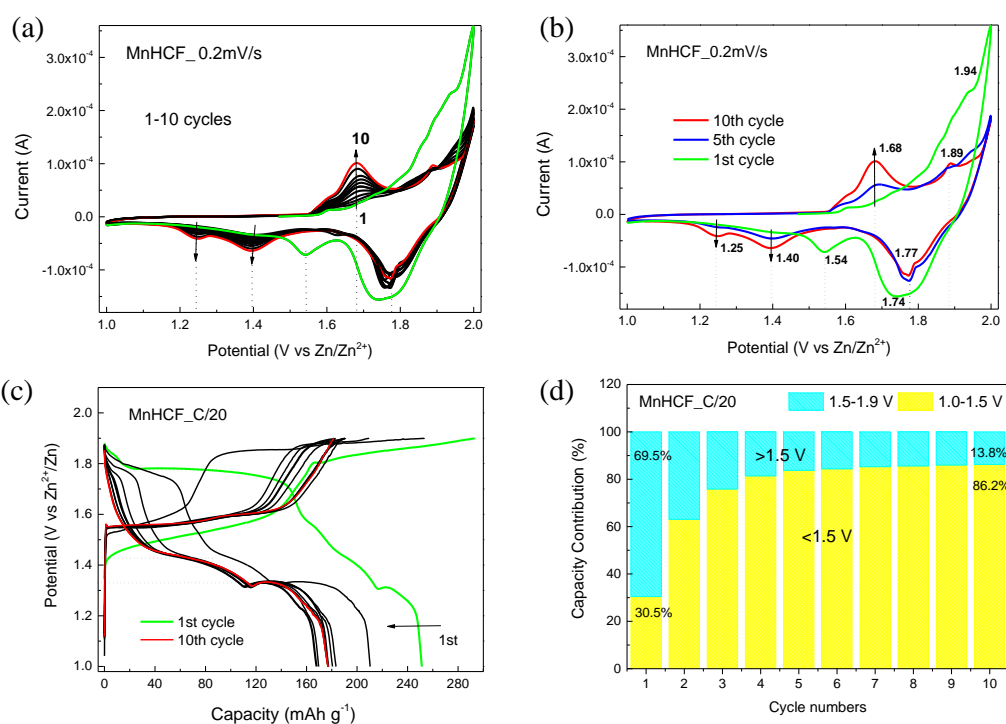 (a)
MnHCF_ 0.2mV/s
1-10 cycles
10
1
Current (A)
3.0x10⁻⁴
2.0x10⁻⁴
1.0x10⁻⁴
0.0
-1.0x10⁻⁴
1.0 1.2 1.4 1.6 1.8 2.0
Potential (V vs Zn/Zn²⁺)
(b)
MnHCF_0.2mV/s
10th cycle
5th cycle
1st cycle
1.94
1.68
1.89
1.25
1.40
1.54
1.77
1.74
Current (A)
3.0x10⁻⁴
2.0x10⁻⁴
1.0x10⁻⁴
0.0
-1.0x10⁻⁴
1.0 1.2 1.4 1.6 1.8 2.0
Potential (V vs Zn/Zn²⁺)
(c)
MnHCF_C/20
1st cycle
10th cycle
1st
Potential (V vs Zn²⁺/Zn)
2.0
1.8
1.6
1.4
1.2
1.0
0 40 80 120 160 200 240 280
Capacity (mAh g⁻¹)
(d)
MnHCF_C/20
1.5-1.9 V
1.0-1.5 V
69.5%
>1.5 V
13.8%
86.2%
<1.5 V
30.5%
Capacity Contribution (%)
120
100
80
60
40
20
0
1 2 3 4 5 6 7 8 9 10
Cycle numbers